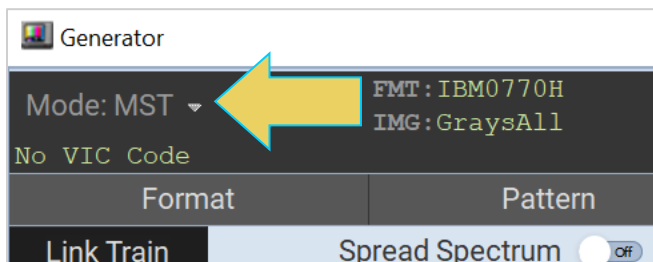 Generator
Mode: MST
FMT:IBM0770H
IMG:GraysAll
No VIC Code
Format
Pattern
Link Train
Spread Spectrum
Off